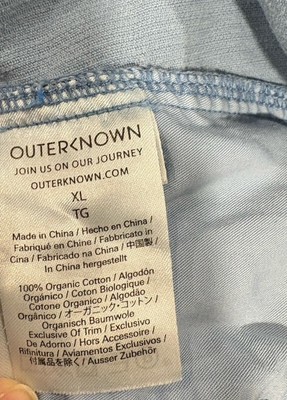 OUTERKNOWN
JOIN US ON OUR JOURNEY
OUTERKNOWN.COM
XL
TG
Made in China / Hecho en China /
Fabriqué en Chine / Fabbricato in
Cina / Fabricado na China / 中国製 /
In China hergestellt
100% Organic Cotton / Algodón
Orgánico / Coton Biologique /
Cotone Organico / Algodão
Orgânico / オーガニック・コットン /
Organisch Baumwolle
Exclusive Of Trim / Excluyendo
De Adorno / Hors Accessoire /
Rifinitura / Aviamentos Exclusivos /
付属品を除く / Ausser Zubehör